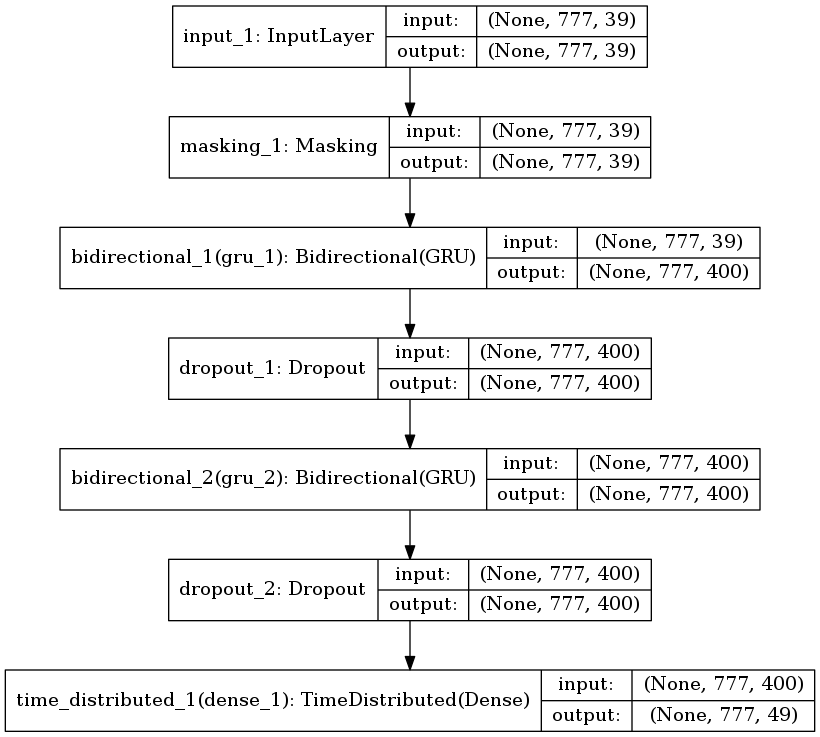 input_1: InputLayer
input: (None, 777, 39)
output: (None, 777, 39)
masking_1: Masking
input: (None, 777, 39)
output: (None, 777, 39)
bidirectional_1(gru_1): Bidirectional(GRU)
input: (None, 777, 39)
output: (None, 777, 400)
dropout_1: Dropout
input: (None, 777, 400)
output: (None, 777, 400)
bidirectional_2(gru_2): Bidirectional(GRU)
input: (None, 777, 400)
output: (None, 777, 400)
dropout_2: Dropout
input: (None, 777, 400)
output: (None, 777, 400)
time_distributed_1(dense_1): TimeDistributed(Dense)
input: (None, 777, 400)
output: (None, 777, 49)